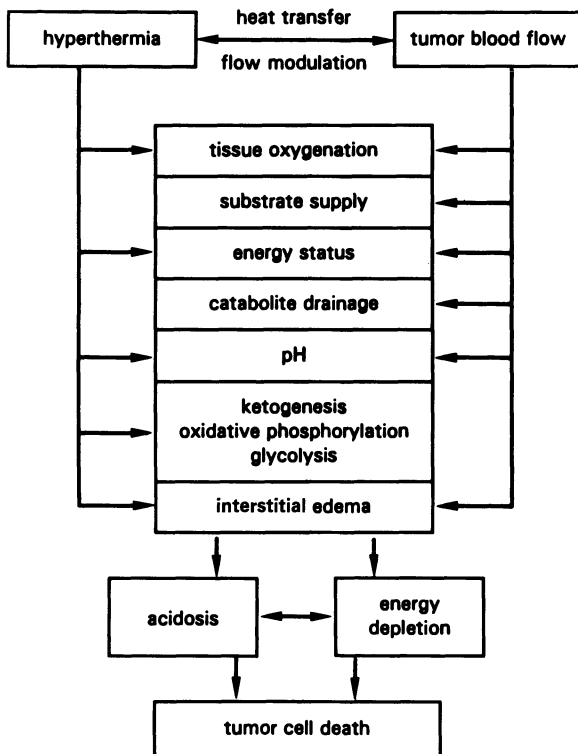 heat transfer
hyperthermia
tumor blood flow
flow modulation
tissue oxygenation
substrate supply
energy status
catabolite drainage
pH
ketogenesis
oxidative phosphorylation
glycolysis
interstitial edema
acidosis
energy
depletion
tumor cell death